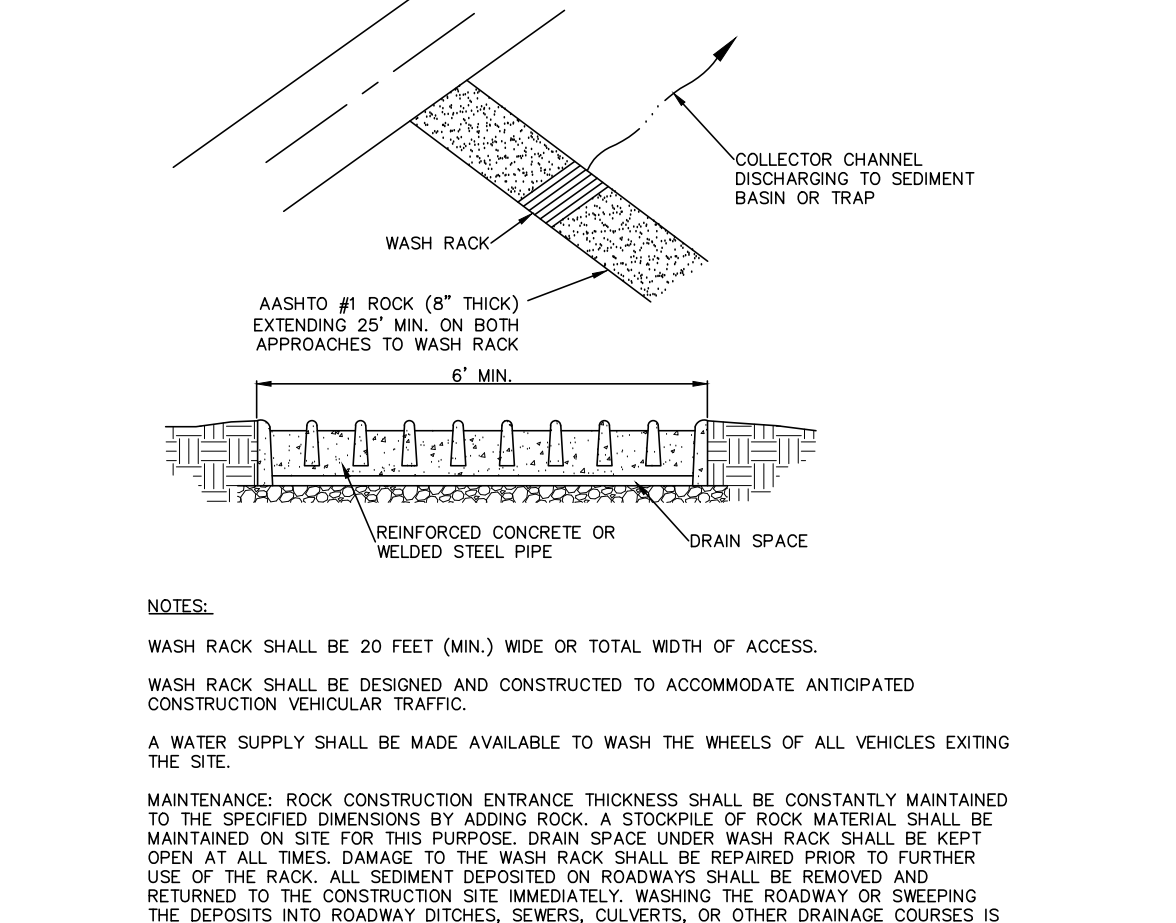 COLLECTOR CHANNEL
DISCHARGING TO SEDIMENT
BASIN OR TRAP
WASH RACK
AASHTO #1 ROCK (8" THICK)
EXTENDING 25' MIN. ON BOTH
APPROACHES TO WASH RACK
6' MIN.
REINFORCED CONCRETE OR
WELDED STEEL PIPE
DRAIN SPACE
NOTES:
WASH RACK SHALL BE 20 FEET (MIN.) WIDE OR TOTAL WIDTH OF ACCESS.
WASH RACK SHALL BE DESIGNED AND CONSTRUCTED TO ACCOMMODATE ANTICIPATED
CONSTRUCTION VEHICULAR TRAFFIC.
A WATER SUPPLY SHALL BE MADE AVAILABLE TO WASH THE WHEELS OF ALL VEHICLES EXITING
THE SITE.
MAINTENANCE: ROCK CONSTRUCTION ENTRANCE THICKNESS SHALL BE CONSTANTLY MAINTAINED
TO THE SPECIFIED DIMENSIONS BY ADDING ROCK. A STOCKPILE OF ROCK MATERIAL SHALL BE
MAINTAINED ON SITE FOR THIS PURPOSE. DRAIN SPACE UNDER WASH RACK SHALL BE KEPT
OPEN AT ALL TIMES. DAMAGE TO THE WASH RACK SHALL BE REPAIRED PRIOR TO FURTHER
USE OF THE RACK. ALL SEDIMENT DEPOSITED ON ROADWAYS SHALL BE REMOVED AND
RETURNED TO THE CONSTRUCTION SITE IMMEDIATELY. WASHING THE ROADWAY OR SWEEPING
THE DEPOSITS INTO ROADWAY DITCHES, SEWERS, CULVERTS, OR OTHER DRAINAGE COURSES IS